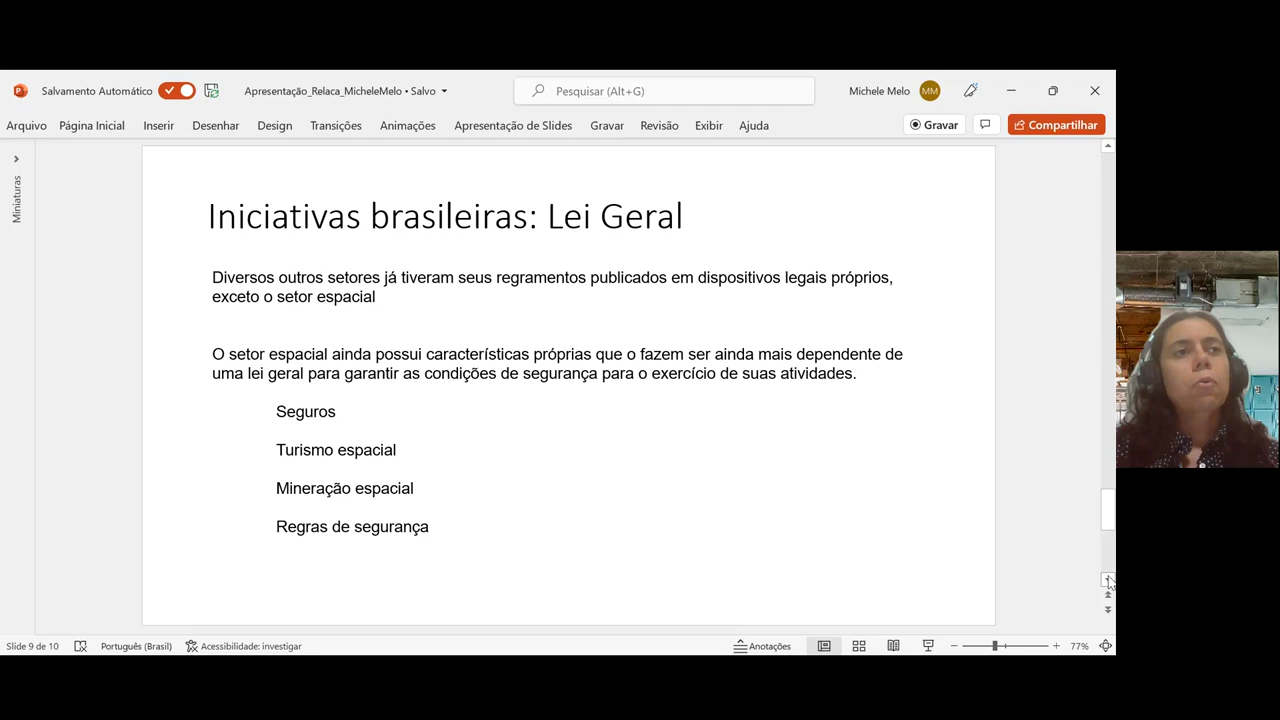 Salvamento Automático
Apresentação_Relaca_MicheleMelo • Salvo
Pesquisar (Alt+G)
Michele Melo
MM
Arquivo
Página Inicial
Inserir
Desenhar
Design
Transições
Animações
Apresentação de Slides
Gravar
Revisão
Exibir
Ajuda
Gravar
Compartilhar
Miniaturas
Iniciativas brasileiras: Lei Geral
Diversos outros setores já tiveram seus regramentos publicados em dispositivos legais próprios,
exceto o setor espacial
O setor espacial ainda possui características próprias que o fazem ser ainda mais dependente de
uma lei geral para garantir as condições de segurança para o exercício de suas atividades.
Seguros
Turismo espacial
Mineração espacial
Regras de segurança
Slide 9 de 10
Português (Brasil)
Acessibilidade: investigar
Anotações
77%